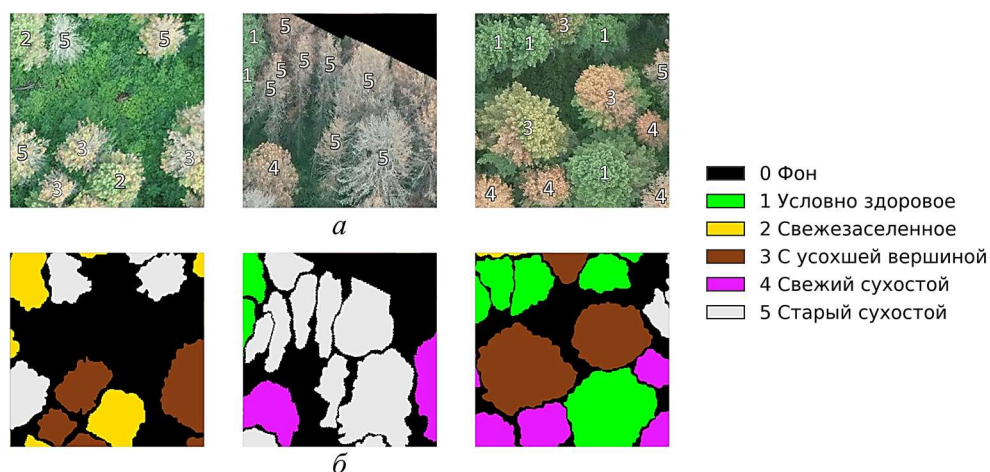 2 5 5
5 3 3
3 2
1 5
1 5 5 5 5
5
4 5 5
1 1 3 1
5
3 3 4
1
4 4 4
а
б
0 Фон
1 Условно здоровое
2 Свежезаселенное
3 С усохшей вершиной
4 Свежий сухостой
5 Старый сухостой